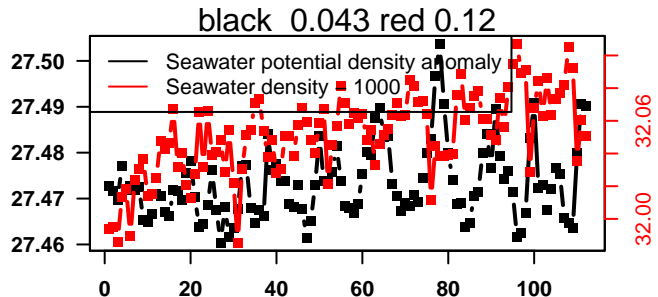 black 0.043 red 0.12
27.50
27.49
27.48
27.47
27.46
Seawater potential density anomaly
Seawater density − 1000
32.06
32.00
0 20 40 60 80 100